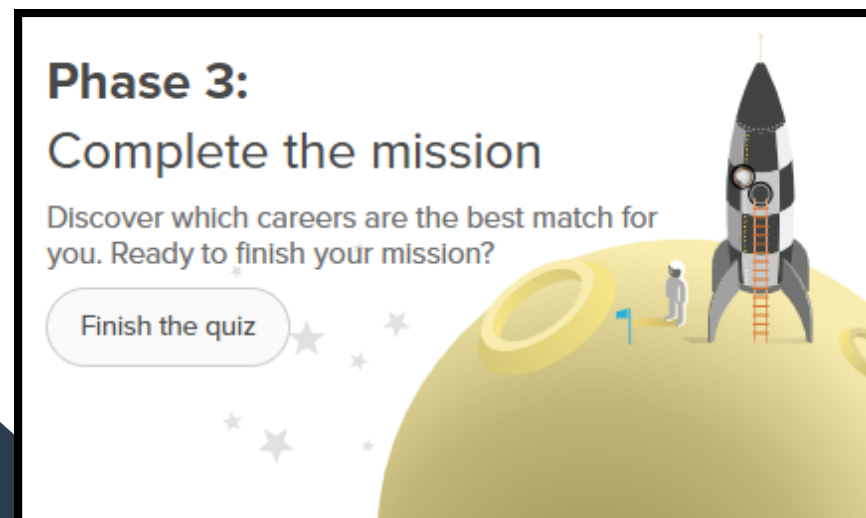 Phase 3:
Complete the mission
Discover which careers are the best match for
you. Ready to finish your mission?
Finish the quiz